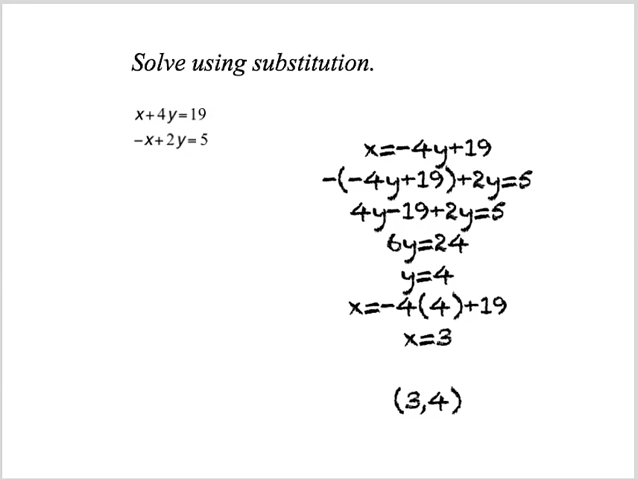 Solve using substitution.
x+4y=19
-x+2y=5
x=-4y+19
-(-4y+19)+2y=5
4y-19+2y=5
6y=24
y=4
x=-4(4)+19
x=3
(3,4)